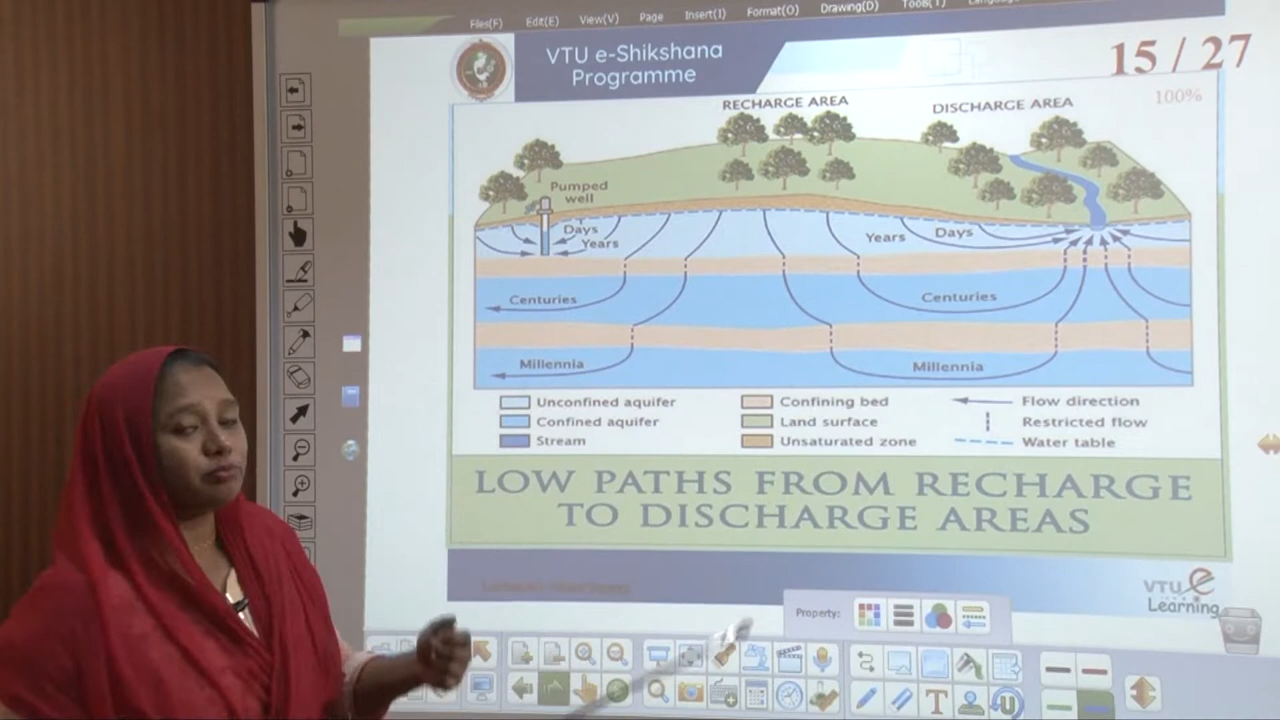 Files(F) Edit(E) View(V) Page Insert(I) Format(O) Drawing(D) Tools(T) Language
VTU e-Shikshana
Programme
15 / 27
100%
RECHARGE AREA
DISCHARGE AREA
Pumped
well
Days
Years
Years
Days
Centuries
Centuries
Millennia
Millennia
Unconfined aquifer
Confining bed
Flow direction
Confined aquifer
Land surface
Restricted flow
Stream
Unsaturated zone
Water table
LOW PATHS FROM RECHARGE
TO DISCHARGE AREAS
VTU e
Learning
Property: